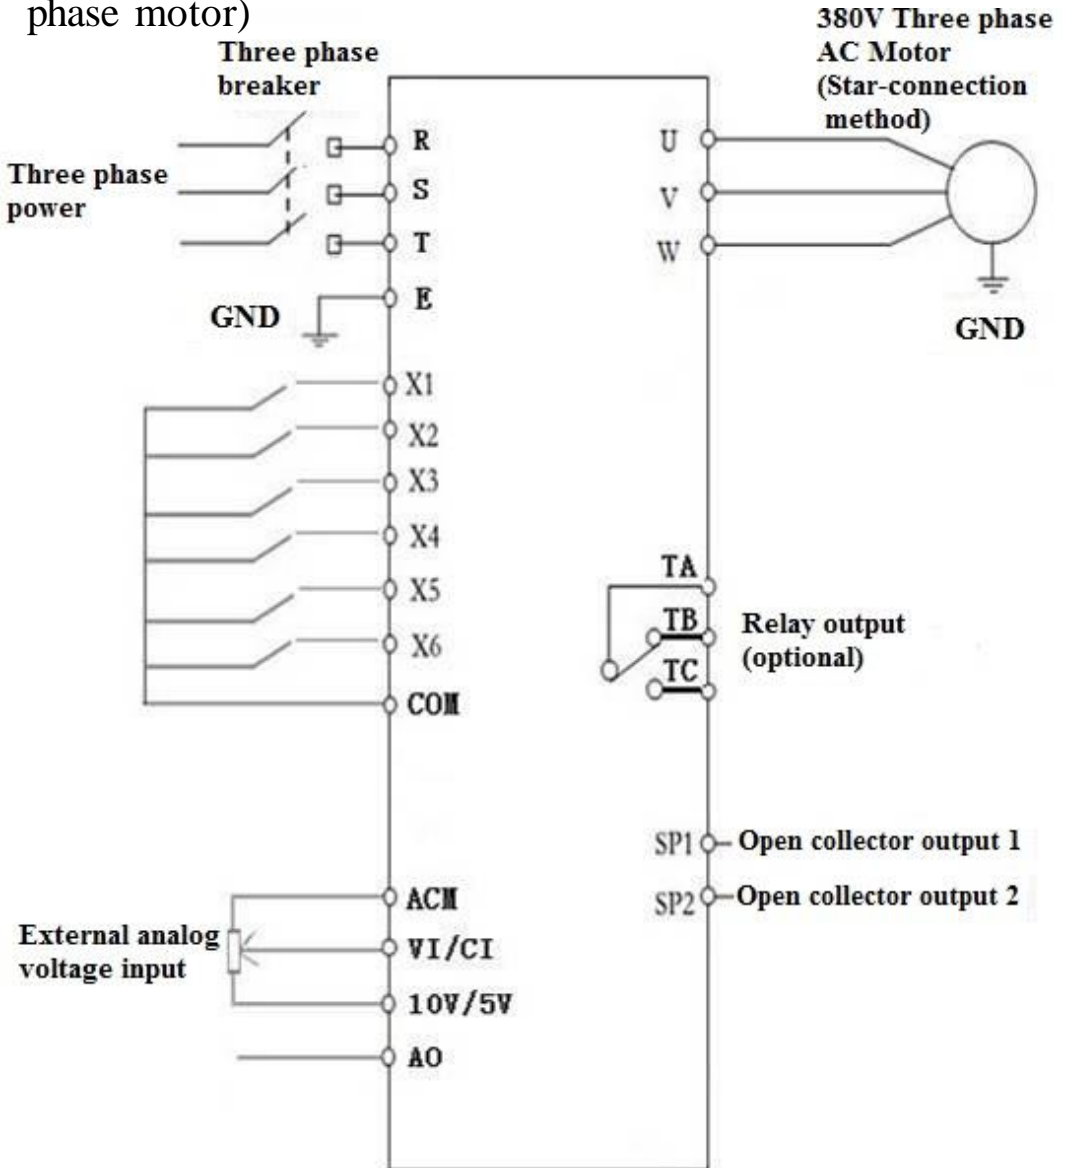 phase motor)
Three phase
breaker
380V Three phase
AC Motor
(Star-connection
method)
Three phase
power
R
S
T
E
GND
U
V
W
GND
X1
X2
X3
X4
X5
X6
COM
TA
TB
TC
Relay output
(optional)
SP1
Open collector output 1
SP2
Open collector output 2
External analog
voltage input
ACM
VI/CI
10V/5V
AO